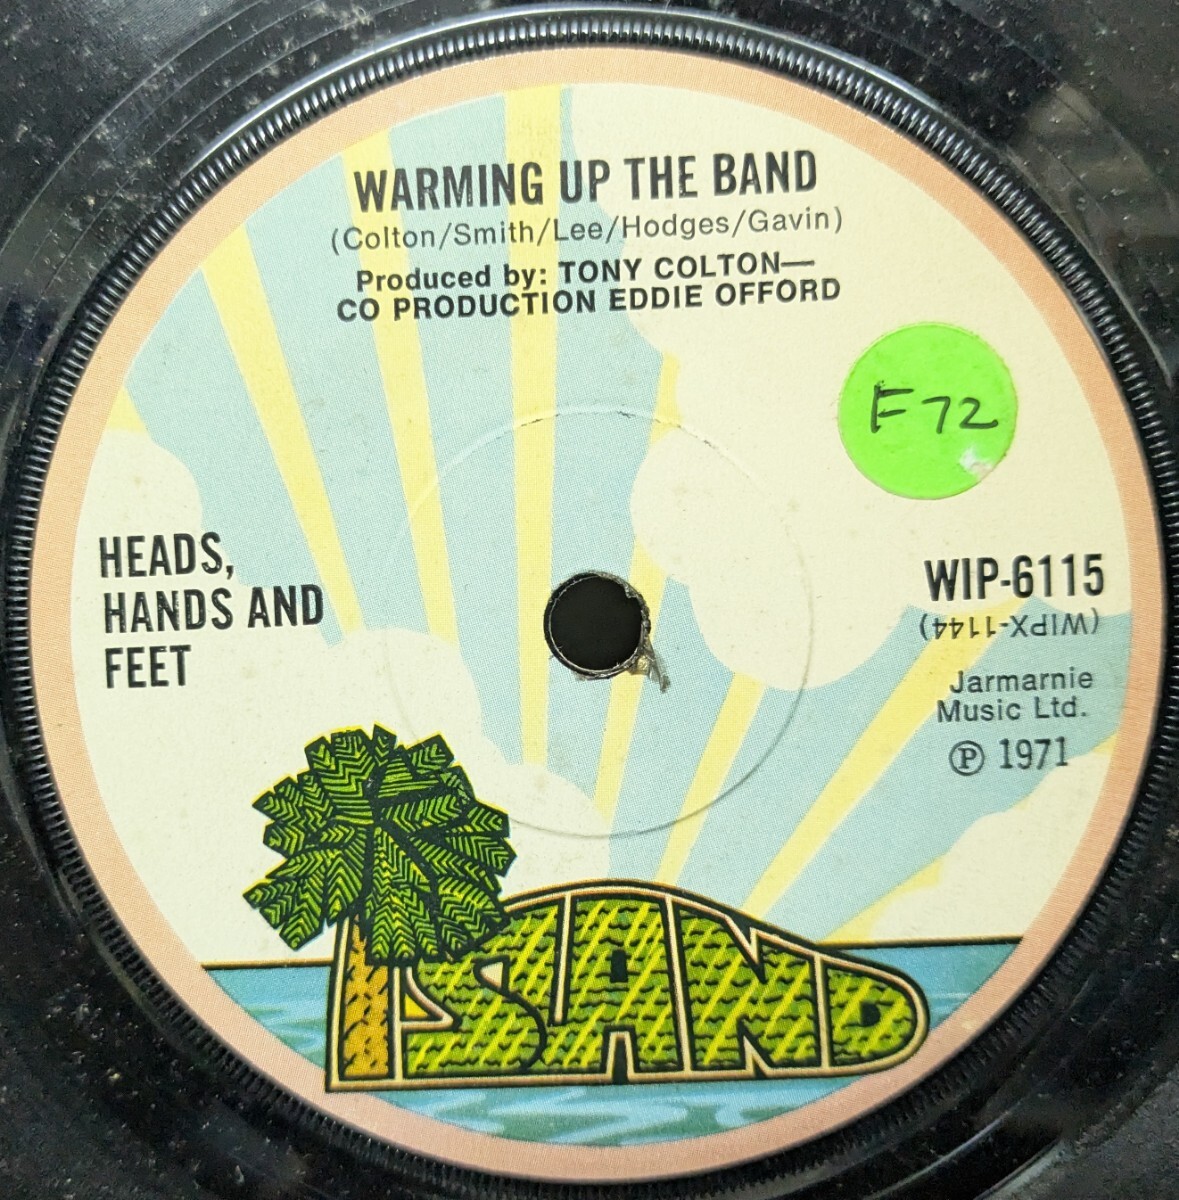 WARMING UP THE BAND
(Colton/Smith/Lee/Hodges/Gavin)
Produced by: TONY COLTON—
CO PRODUCTION EDDIE OFFORD
F72
HEADS,
HANDS AND
FEET
WIP-6115
(WIPX-1144)
Jarmarnie
Music Ltd.
℗ 1971
ISLAND